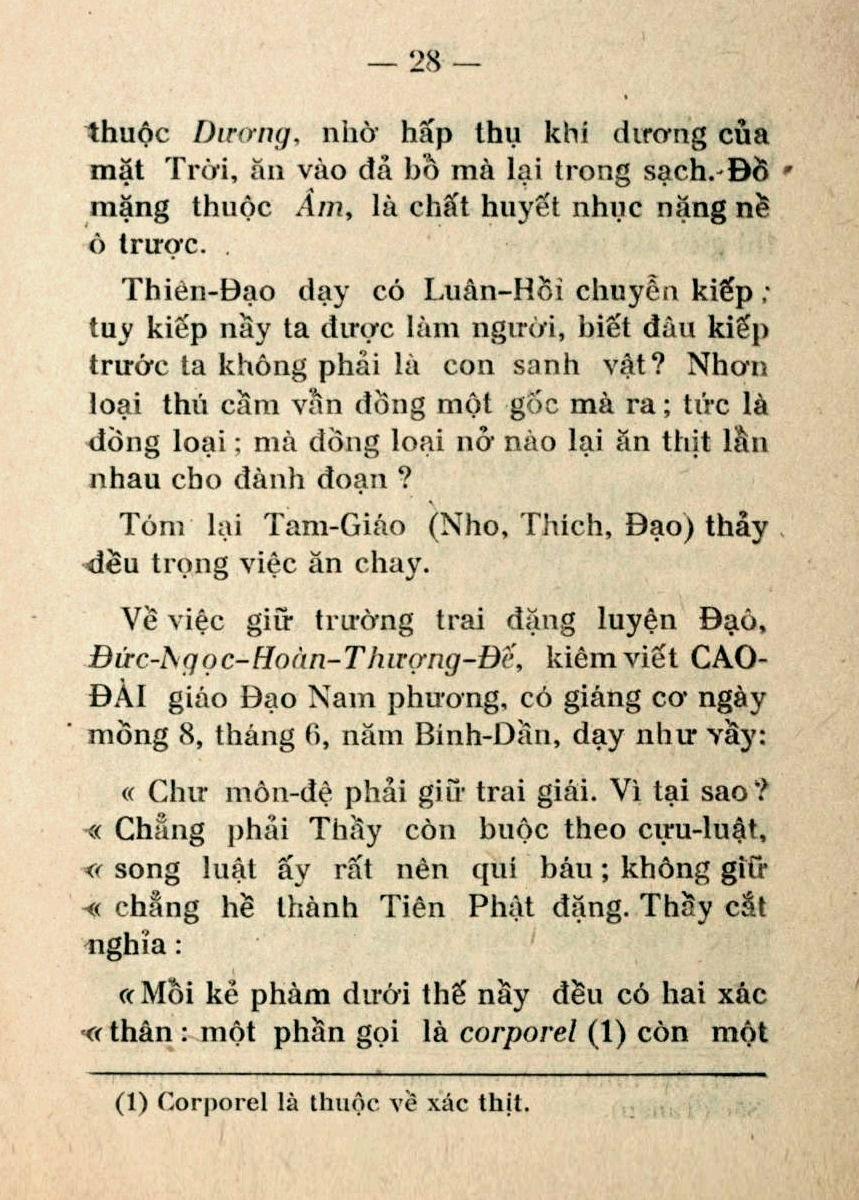 — 28 —
thuộc Dương, nhờ hấp thụ khí dương của
mặt Trời, ăn vào đả bổ mà lại trong sạch. Đồ
mặng thuộc Âm, là chất huyết nhục nặng nề
ô trược.
Thiên-Đạo dạy có Luân-Hồi chuyển kiếp ;
tuy kiếp nầy ta được làm người, biết đâu kiếp
trước ta không phải là con sanh vật? Nhơn
loại thú cầm vẫn đồng một gốc mà ra ; tức là
đồng loại ; mà đồng loại nở nào lại ăn thịt lẫn
nhau cho đành đoạn ?
Tóm lại Tam-Giáo (Nho, Thích, Đạo) thảy
đều trọng việc ăn chay.
Về việc giữ trường trai đặng luyện Đạo,
Đức-Ngọc-Hoàn-Thượng-Đế, kiêm viết CAO-
ĐÀI giáo Đạo Nam phương, có giáng cơ ngày
mồng 8, tháng 6, năm Bính-Dần, dạy như vầy:
« Chư môn-đệ phải giữ trai giái. Vì tại sao ?
« Chẳng phải Thầy còn buộc theo cựu-luật,
« song luật ấy rất nên quí báu ; không giữ
« chẳng hề thành Tiên Phật đặng. Thầy cắt
nghĩa :
«Mỗi kẻ phàm dưới thế nầy đều có hai xác
«thân : một phần gọi là corporel (1) còn một
(1) Corporel là thuộc về xác thịt.